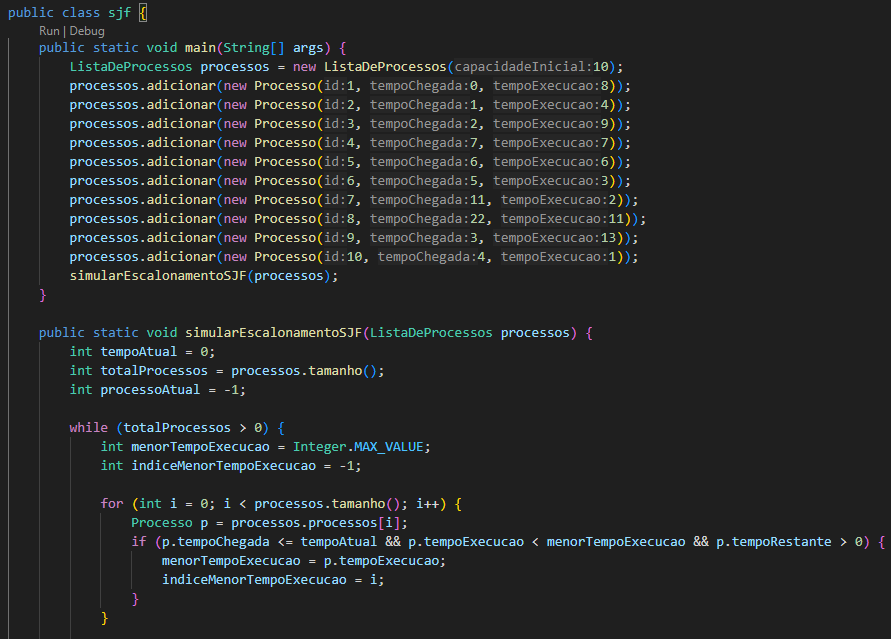 public class sjf {
Run | Debug
public static void main(String[] args) {
ListaDeProcessos processos = new ListaDeProcessos(capacidadeInicial:10);
processos.adicionar(new Processo(id:1, tempoChegada:0, tempoExecucao:8));
processos.adicionar(new Processo(id:2, tempoChegada:1, tempoExecucao:4));
processos.adicionar(new Processo(id:3, tempoChegada:2, tempoExecucao:9));
processos.adicionar(new Processo(id:4, tempoChegada:7, tempoExecucao:7));
processos.adicionar(new Processo(id:5, tempoChegada:6, tempoExecucao:6));
processos.adicionar(new Processo(id:6, tempoChegada:5, tempoExecucao:3));
processos.adicionar(new Processo(id:7, tempoChegada:11, tempoExecucao:2));
processos.adicionar(new Processo(id:8, tempoChegada:22, tempoExecucao:11));
processos.adicionar(new Processo(id:9, tempoChegada:3, tempoExecucao:13));
processos.adicionar(new Processo(id:10, tempoChegada:4, tempoExecucao:1));
simularEscalonamentoSJF(processos);
}
public static void simularEscalonamentoSJF(ListaDeProcessos processos) {
int tempoAtual = 0;
int totalProcessos = processos.tamanho();
int processoAtual = -1;
while (totalProcessos > 0) {
int menorTempoExecucao = Integer.MAX_VALUE;
int indiceMenorTempoExecucao = -1;
for (int i = 0; i < processos.tamanho(); i++) {
Processo p = processos.processos[i];
if (p.tempoChegada <= tempoAtual && p.tempoExecucao < menorTempoExecucao && p.tempoRestante > 0) {
menorTempoExecucao = p.tempoExecucao;
indiceMenorTempoExecucao = i;
}
}